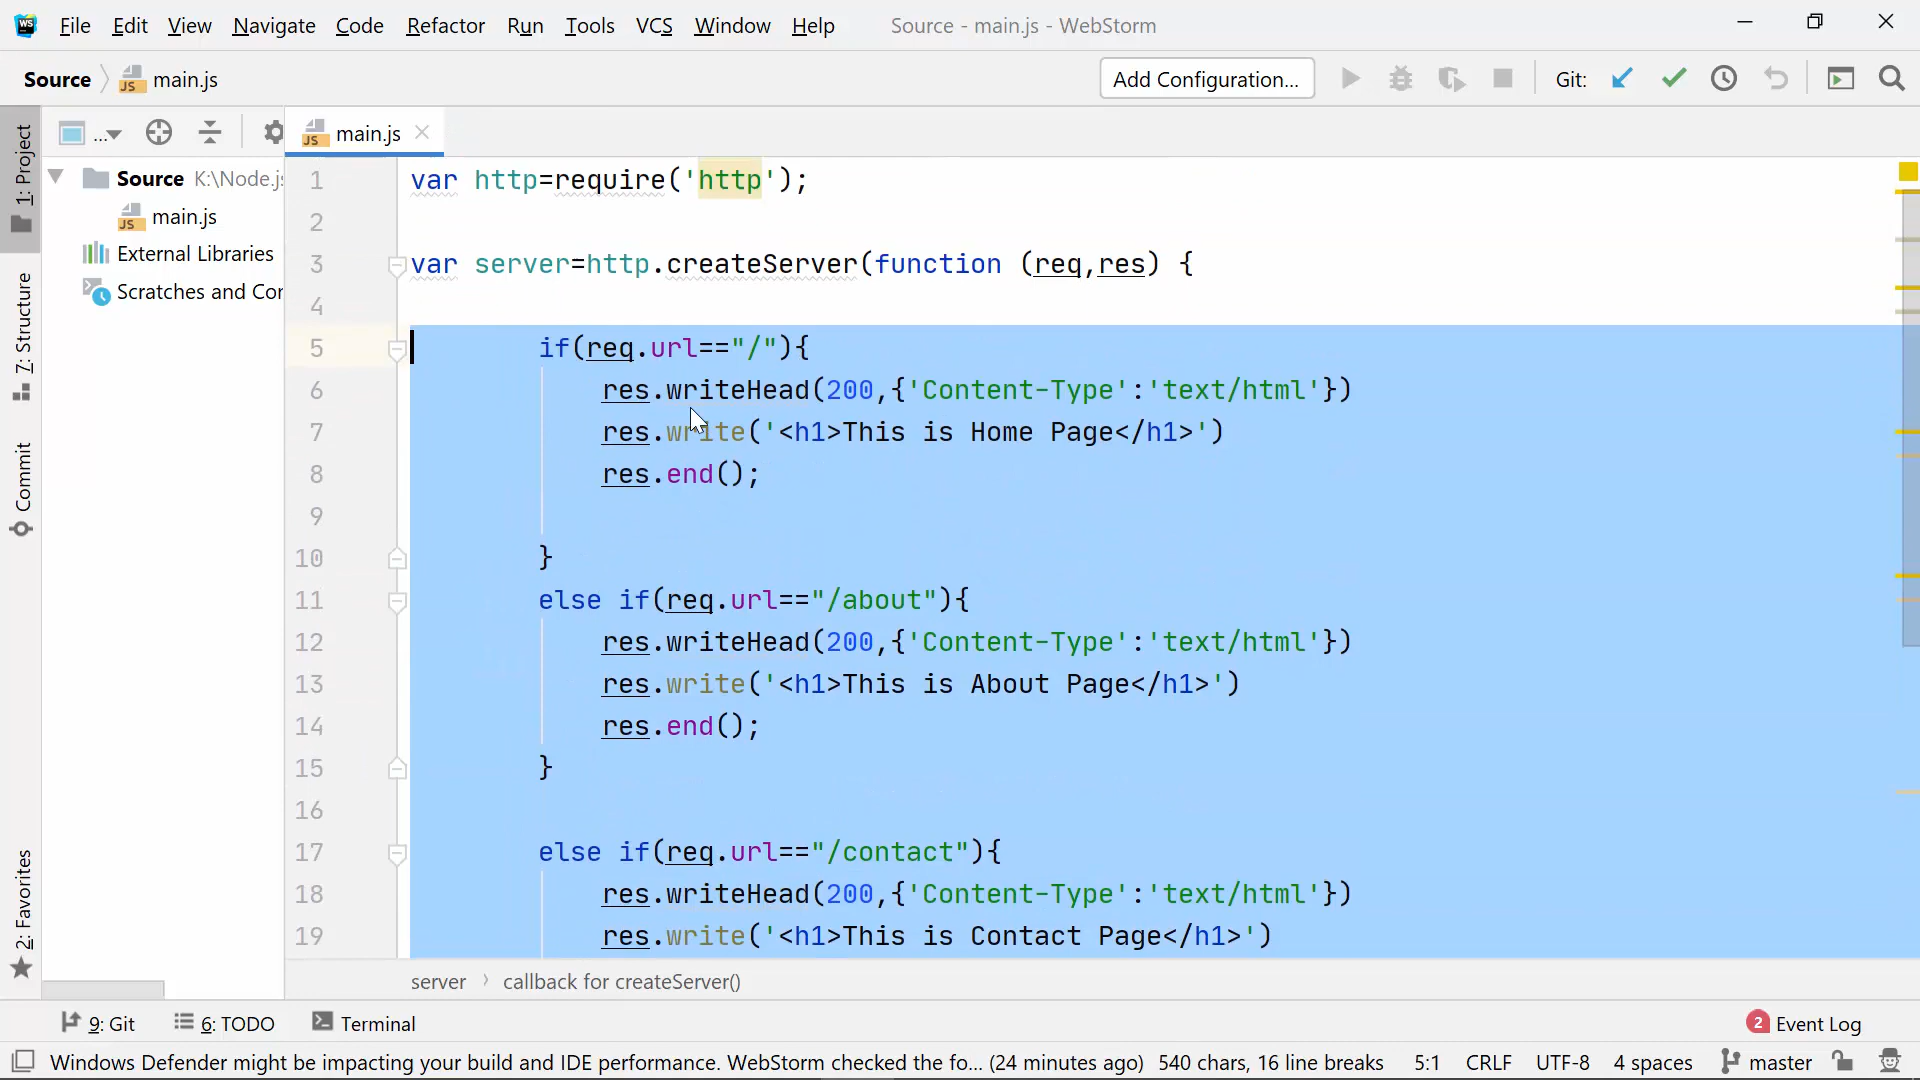 WS File Edit View Navigate Code Refactor Run Tools VCS Window Help Source - main.js - WebStorm
Source main.js Add Configuration... Git:
1: Project
7: Structure
Commit
2: Favorites
...
Source K:\Node.js
main.js
External Libraries
Scratches and Cor
main.js
1 var http=require('http');
2
3 var server=http.createServer(function (req,res) {
4
5 if(req.url=="/"){
6 res.writeHead(200,{'Content-Type':'text/html'})
7 res.write('<h1>This is Home Page</h1>')
8 res.end();
9
10 }
11 else if(req.url=="/about"){
12 res.writeHead(200,{'Content-Type':'text/html'})
13 res.write('<h1>This is About Page</h1>')
14 res.end();
15 }
16
17 else if(req.url=="/contact"){
18 res.writeHead(200,{'Content-Type':'text/html'})
19 res.write('<h1>This is Contact Page</h1>')
server callback for createServer()
9: Git 6: TODO Terminal 2 Event Log
Windows Defender might be impacting your build and IDE performance. WebStorm checked the fo... (24 minutes ago) 540 chars, 16 line breaks 5:1 CRLF UTF-8 4 spaces master